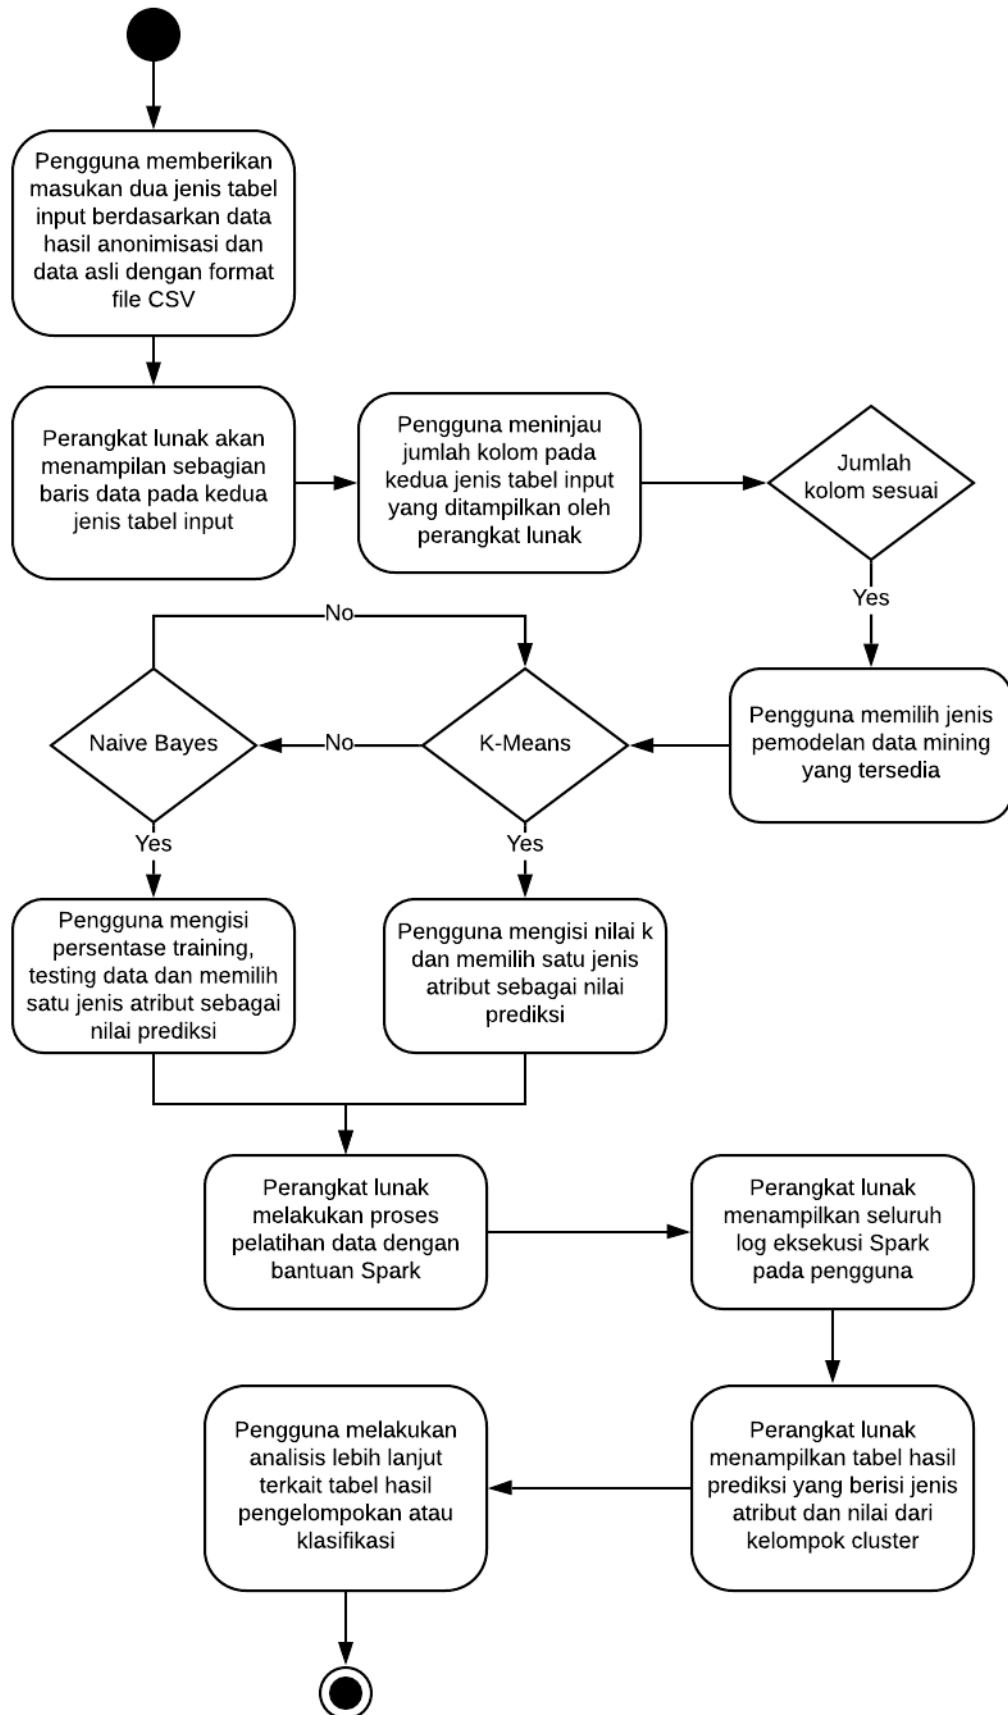 Pengguna memberikan
masukan dua jenis tabel
input berdasarkan data
hasil anonimisasi dan
data asli dengan format
file CSV
Perangkat lunak akan
menampilan sebagian
baris data pada kedua
jenis tabel input
Pengguna meninjau
jumlah kolom pada
kedua jenis tabel input
yang ditampilkan oleh
perangkat lunak
Jumlah
kolom sesuai
Yes
Pengguna memilih jenis
pemodelan data mining
yang tersedia
K-Means
No
Naive Bayes
No
Yes
Yes
Pengguna mengisi
persentase training,
testing data dan memilih
satu jenis atribut sebagai
nilai prediksi
Pengguna mengisi nilai k
dan memilih satu jenis
atribut sebagai nilai
prediksi
Perangkat lunak
melakukan proses
pelatihan data dengan
bantuan Spark
Perangkat lunak
menampilkan seluruh
log eksekusi Spark
pada pengguna
Perangkat lunak
menampilkan tabel hasil
prediksi yang berisi jenis
atribut dan nilai dari
kelompok cluster
Pengguna melakukan
analisis lebih lanjut
terkait tabel hasil
pengelompokan atau
klasifikasi